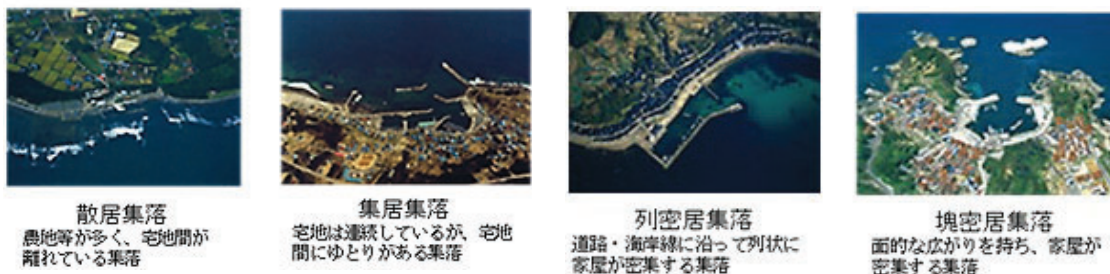 散居集落
農地等が多く、宅地間が
離れている集落
集居集落
宅地は連続しているが、宅地
間にゆとりがある集落
列密居集落
道路・海岸線に沿って列状に
家屋が密集する集落
塊密居集落
面的な広がりを持ち、家屋が
密集する集落